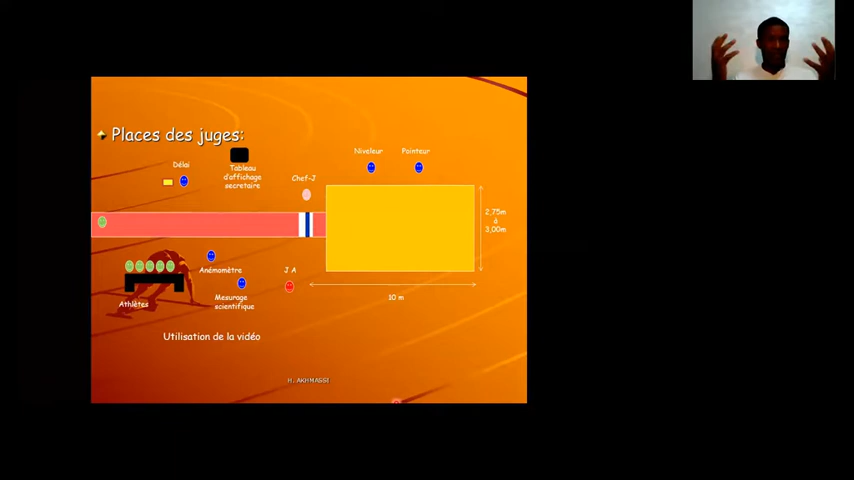 Places des juges:
Niveleur
Pointeur
Délai
Tableau
d'affichage
secretaire
Chef-J
2,75m
à
3,00m
Anémomètre
J A
Mesurage
scientifique
10 m
Athlètes
Utilisation de la vidéo
H. AKHMASSI